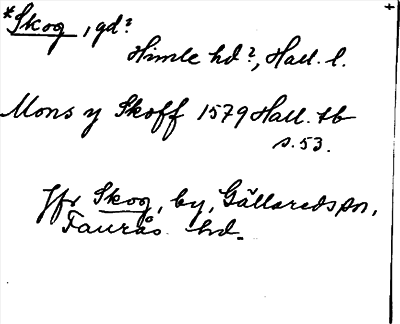 *Skog, gd?
Himle hd?, Hall. l.
Mons y Skoff 1579 Hall. tb
s. 53.
Jfr Skog, by, Gällareds sn,
Faurås hd.